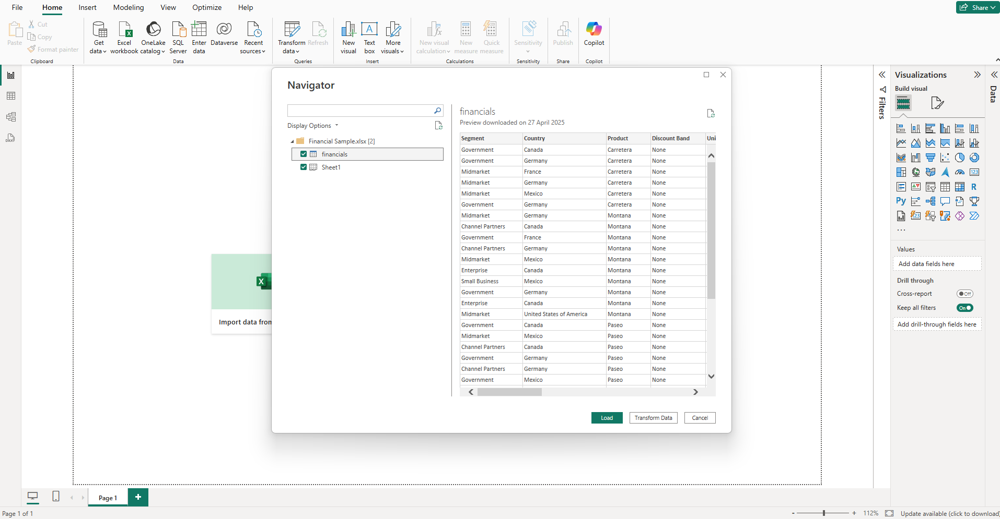 File Home Insert Modeling View Optimize Help
Share
Paste
Cut
Copy
Format painter
Clipboard
Get data
Excel workbook
OneLake catalog
SQL Server
Enter data
Dataverse
Recent sources
Data
Transform data
Refresh
Queries
New visual
Text box
More visuals
Insert
New visual calculation
New measure
Quick measure
Calculations
Sensitivity
Sensitivity
Publish
Share
Copilot
Copilot
Import data from
Navigator
Display Options
Financial Sample.xlsx [2]
financials
Sheet1
financials
Preview downloaded on 27 April 2025
Segment Country Product Discount Band Uni
Government Canada Carretera None
Government Germany Carretera None
Midmarket France Carretera None
Midmarket Germany Carretera None
Midmarket Mexico Carretera None
Government Germany Carretera None
Midmarket Germany Montana None
Channel Partners Canada Montana None
Government France Montana None
Channel Partners Germany Montana None
Midmarket Mexico Montana None
Enterprise Canada Montana None
Small Business Mexico Montana None
Government Germany Montana None
Enterprise Canada Montana None
Midmarket United States of America Montana None
Government Canada Paseo None
Midmarket Mexico Paseo None
Channel Partners Canada Paseo None
Government Germany Paseo None
Channel Partners Germany Paseo None
Government Mexico Paseo None
Load Transform Data Cancel
Filters
Visualizations
Build visual
123
R
Py
123
...
Values
Add data fields here
Drill through
Cross-report Off
Keep all filters On
Add drill-through fields here
Data
Page 1
+
Page 1 of 1
- + 112% Update available (click to download)